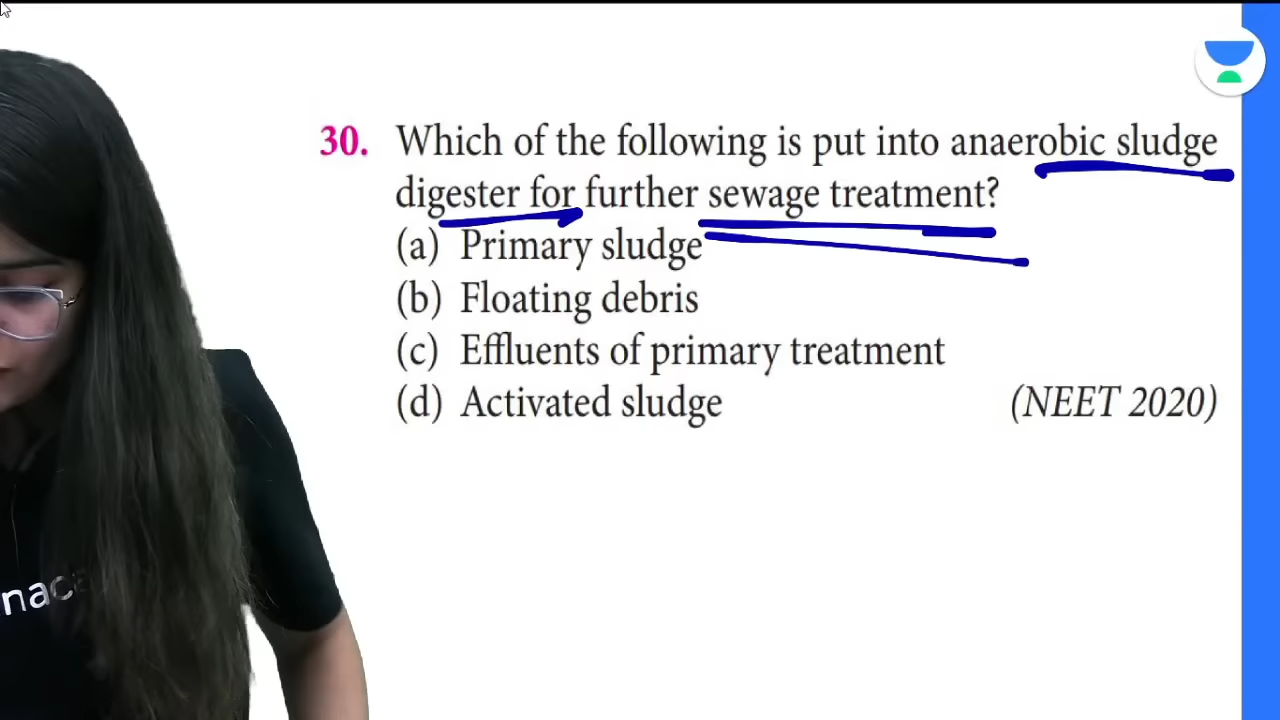 30. Which of the following is put into anaerobic sludge
digester for further sewage treatment?
(a) Primary sludge
(b) Floating debris
(c) Effluents of primary treatment
(d) Activated sludge (NEET 2020)